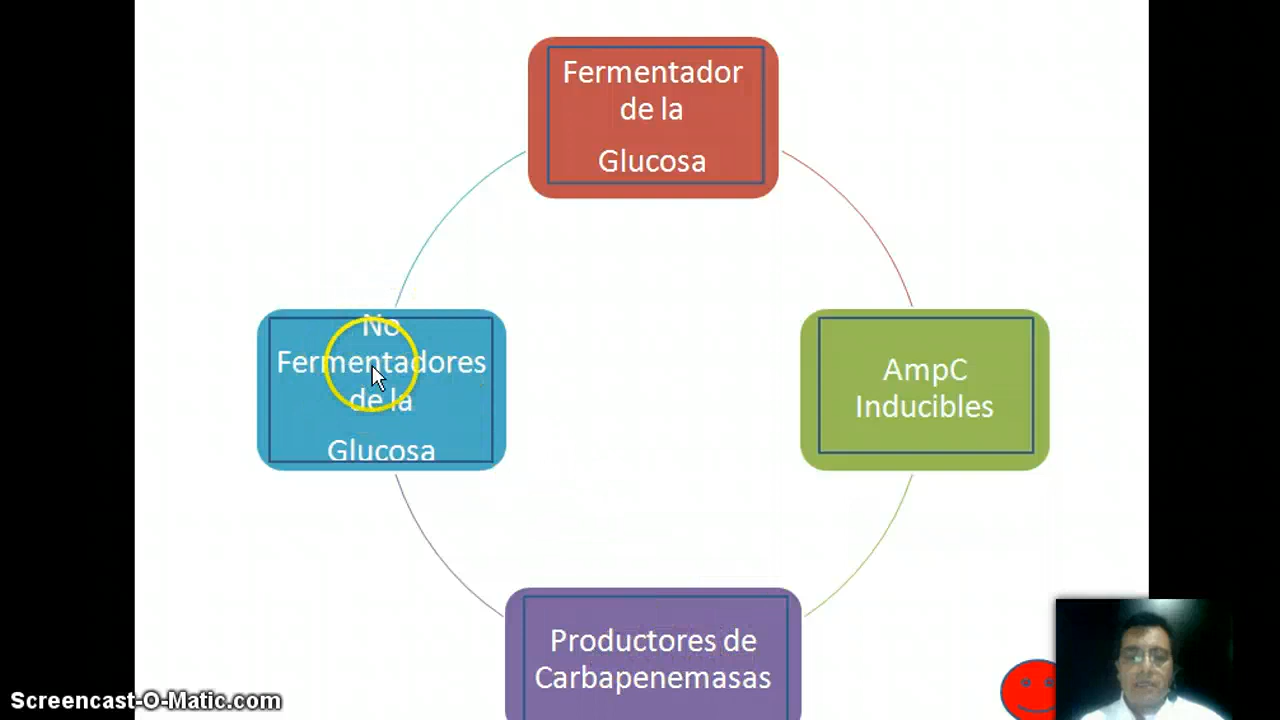 Fermentador
de la
Glucosa
No
Fermentadores
de la
Glucosa
AmpC
Inducibles
Productores de
Carbapenemasas
Screencast-O-Matic.com